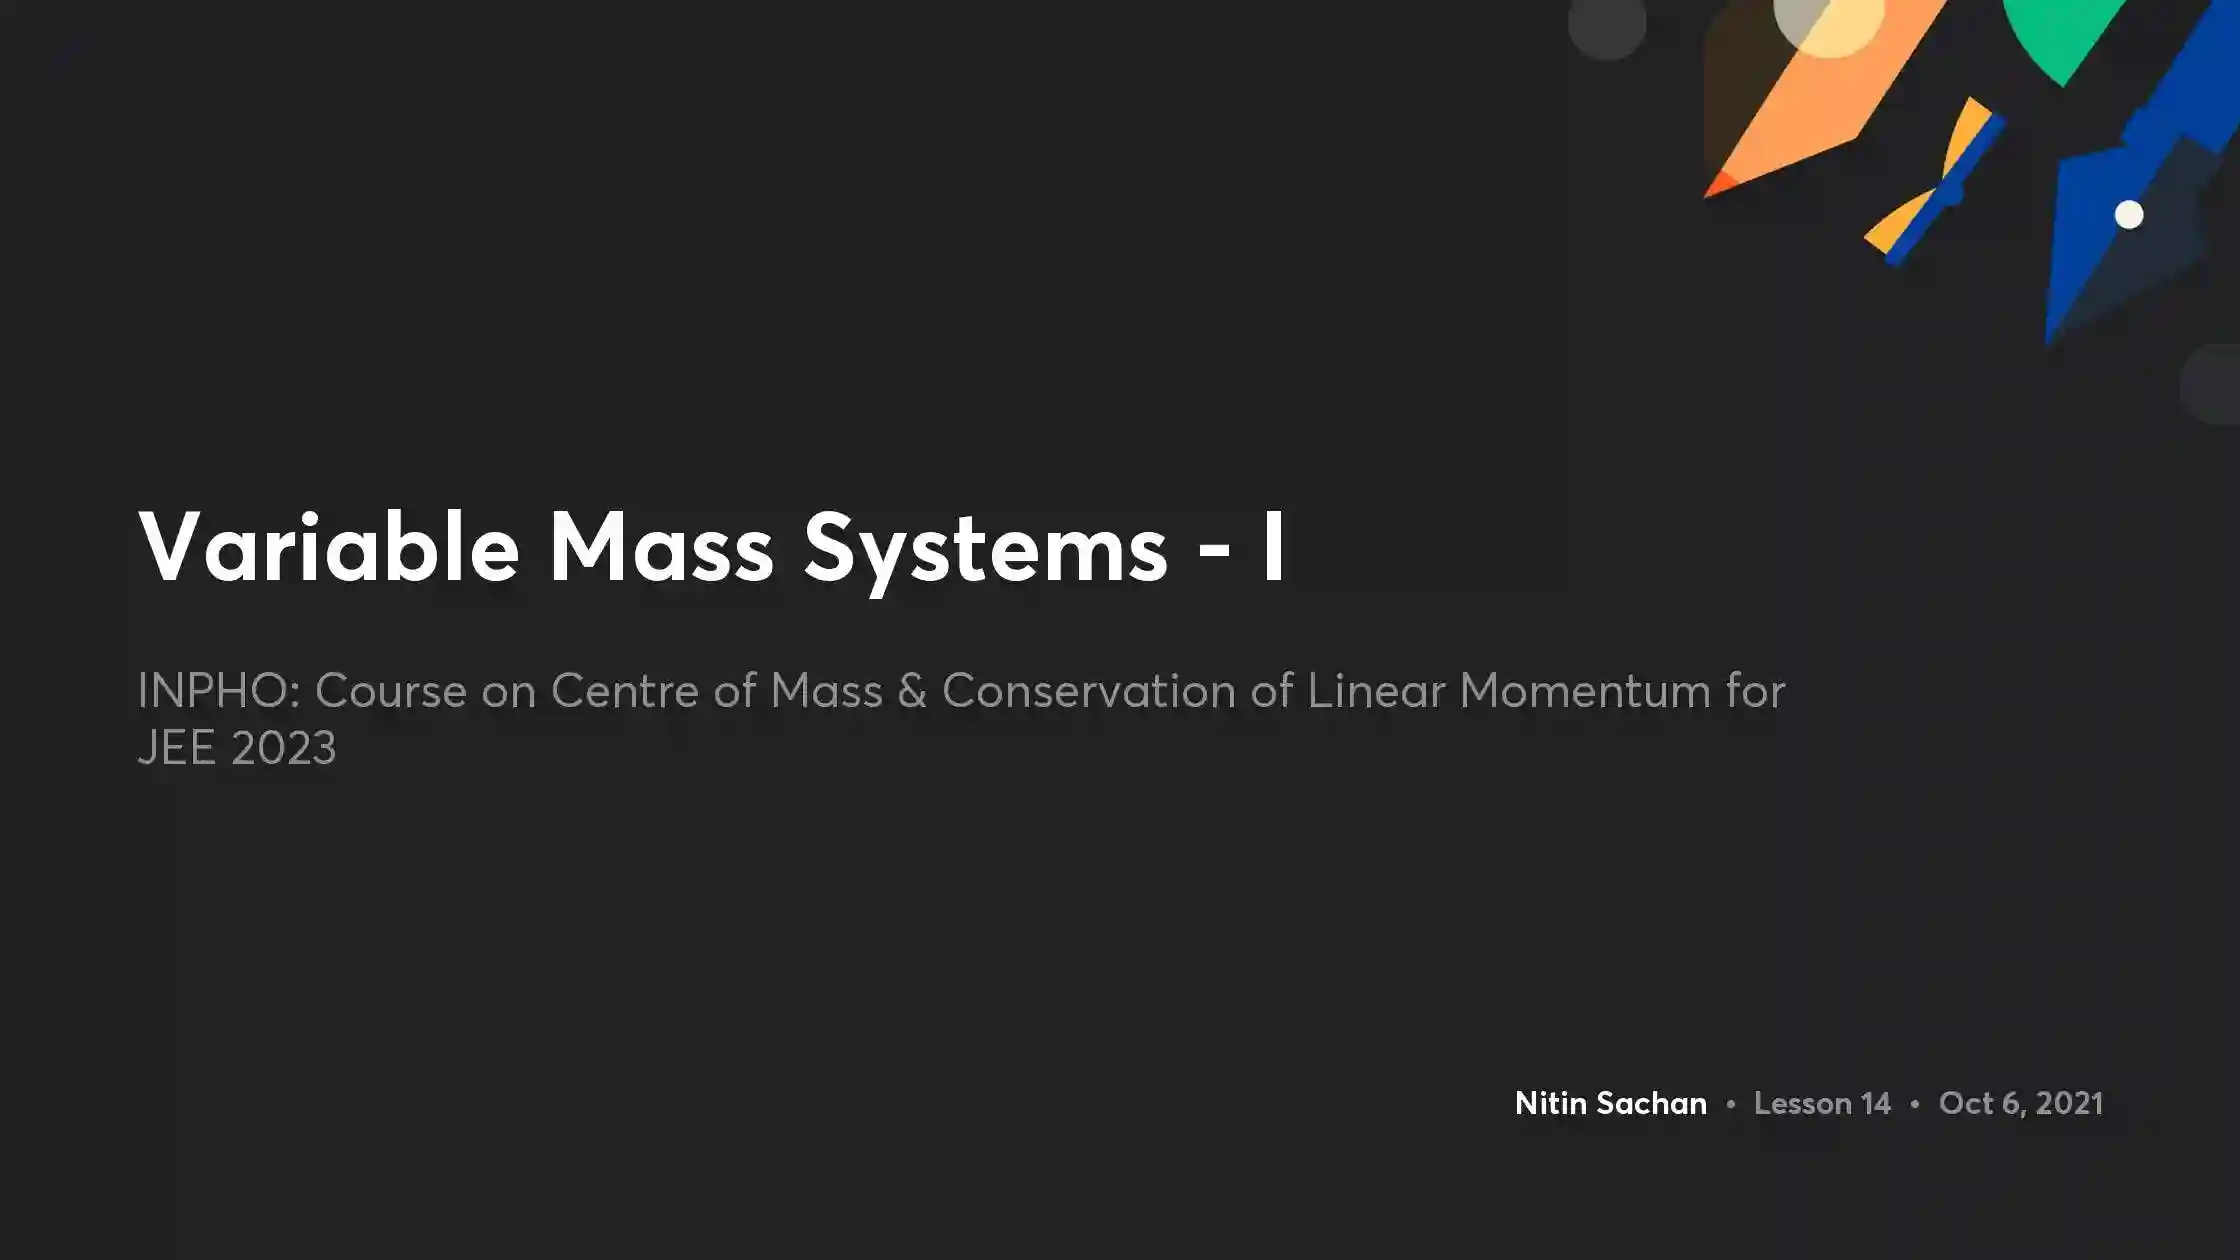 Variable Mass Systems - I
INPHO: Course on Centre of Mass & Conservation of Linear Momentum for
JEE 2023
Nitin Sachan • Lesson 14 • Oct 6, 2021